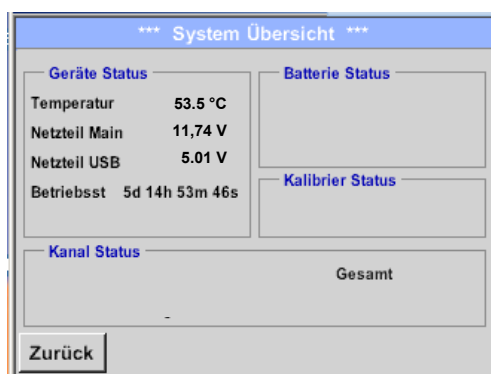 *** System Übersicht ***
Geräte Status
Temperatur 53.5 °C
Netzteil Main 11,74 V
Netzteil USB 5.01 V
Betriebsst 5d 14h 53m 46s
Batterie Status
Kalibrier Status
Kanal Status
Gesamt
-
Zurück